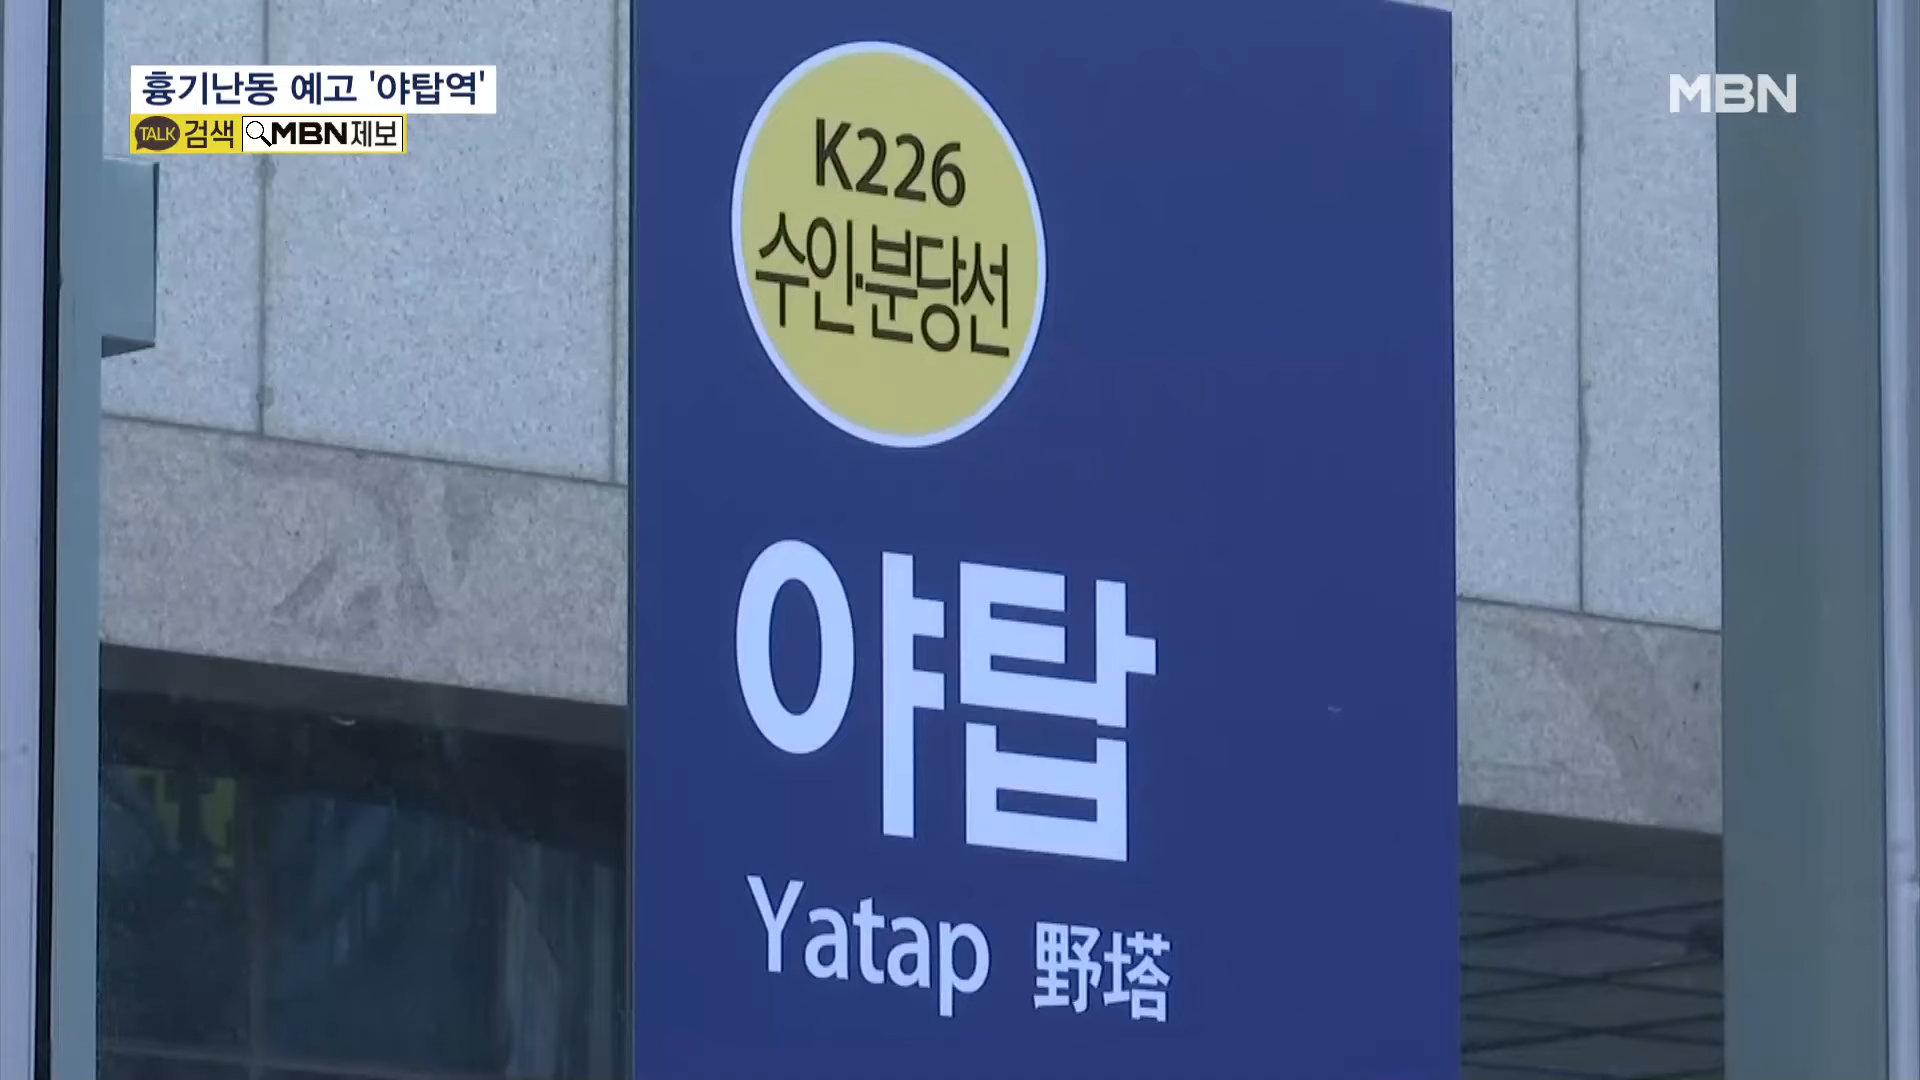 흉기난동 예고 '야탑역'
TALK 검색 MBN제보
MBN
K226
수인·분당선
야탑
Yatap 野塔